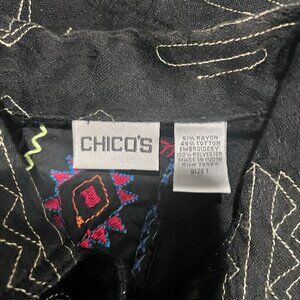 CHICO'S
51% RAYON
49% COTTON
EMBROIDERY:
100% POLYESTER
MADE IN INDIA
SIZE 1